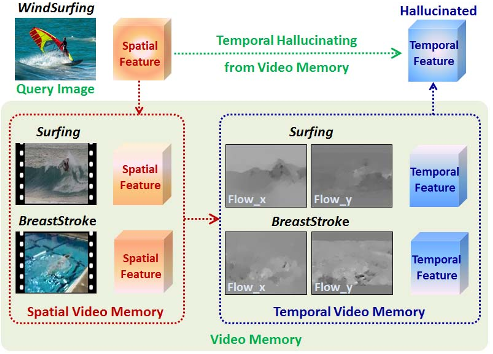 WindSurfing
Query Image
Spatial
Feature
Temporal Hallucinating
from Video Memory
Hallucinated
Temporal
Feature
Surfing
Spatial
Feature
BreastStroke
Spatial
Feature
Spatial Video Memory
Surfing
Flow_x
Flow_y
Temporal
Feature
BreastStroke
Flow_x
Flow_y
Temporal
Feature
Temporal Video Memory
Video Memory